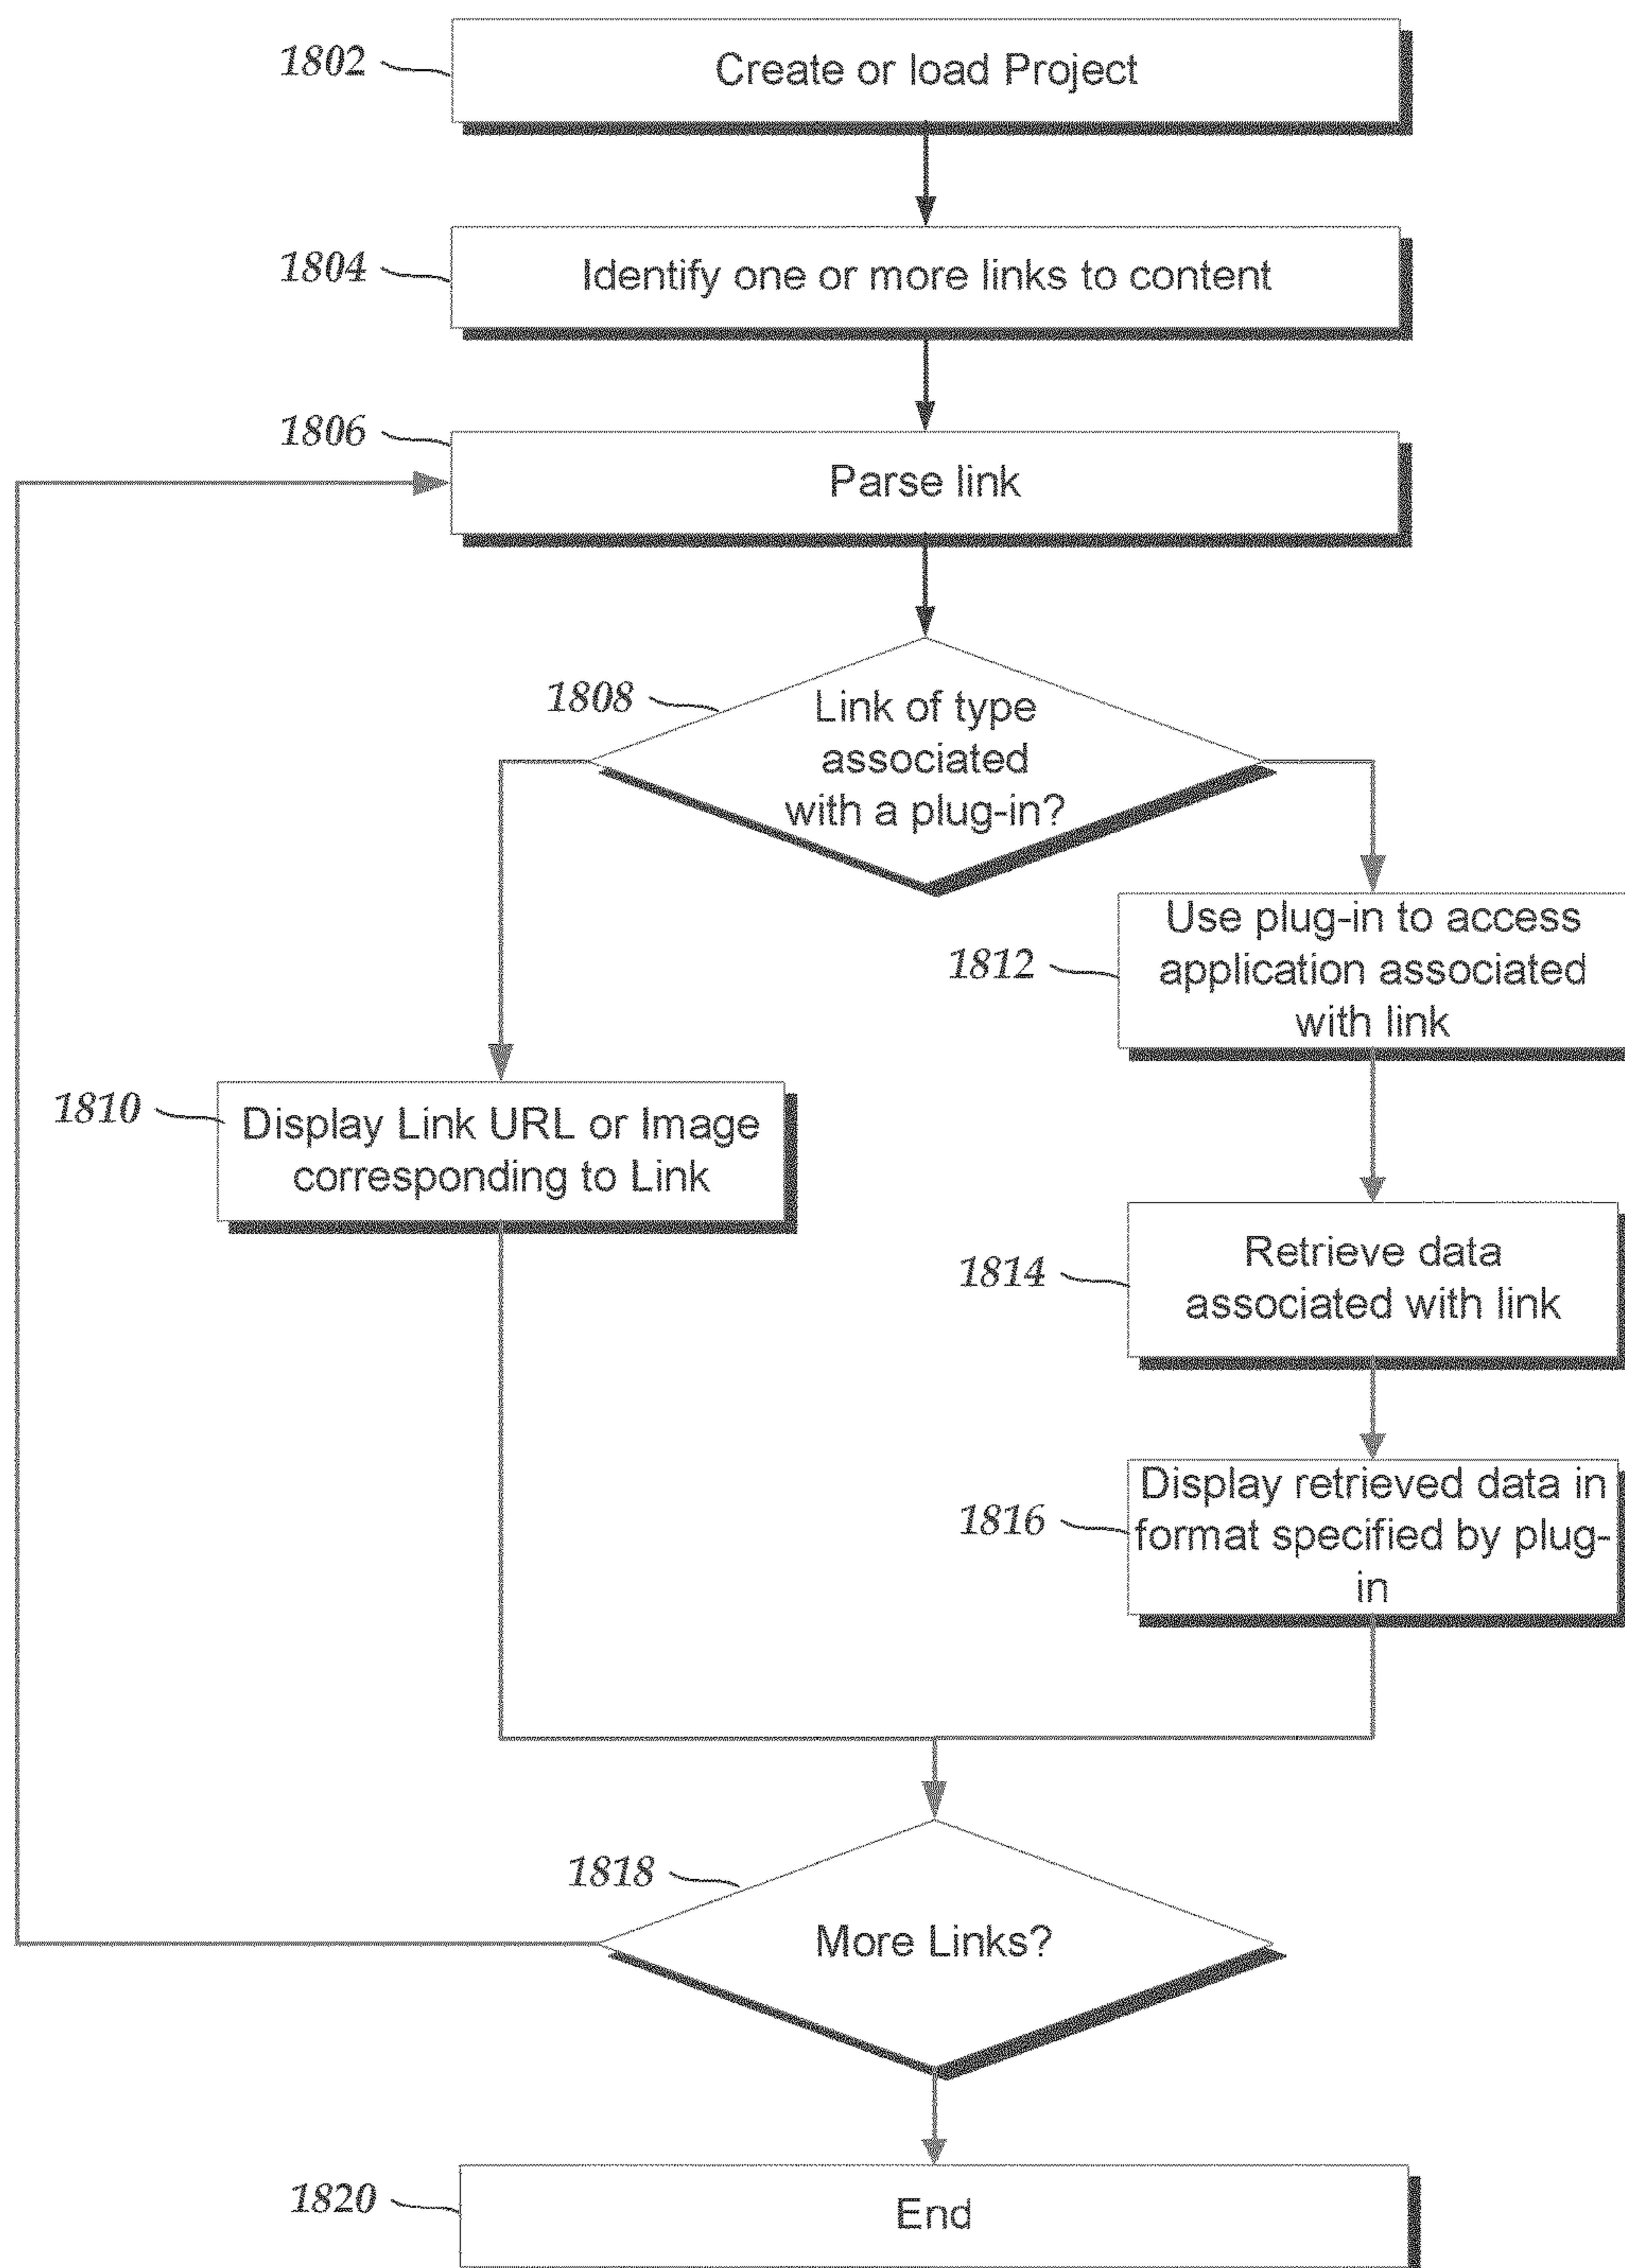 1802
Create or load Project
1804
Identify one or more links to content
1806
Parse link
1808
Link of type
associated
with a plug-in?
Use plug-in to access
1812
application associated
with link
1810
Display Link URL or Image
corresponding to Link
1814
Retrieve data
associated with link
1816
Display retrieved data in
format specified by plug-
in
1818
More Links?
1820
End